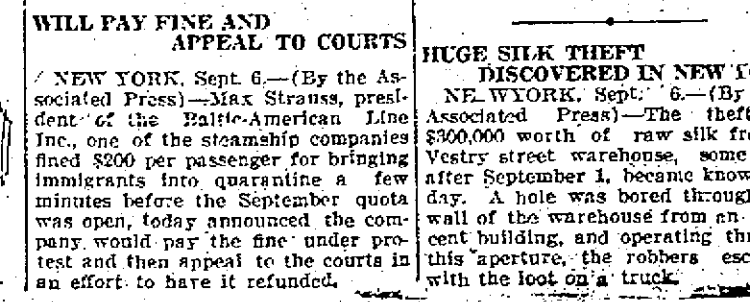 WILL PAY FINE AND
APPEAL TO COURTS
NEW YORK, Sept. 6.—(By the As-
sociated Press)—Max Strauss, presi-
dent of the Baltic-American Line
Inc., one of the steamship companies
fined $200 per passenger for bringing
immigrants into quarantine a few
minutes before the September quota
was open, today announced the com-
pany would pay the fine under pro-
test and then appeal to the courts in
an effort to have it refunded.
HUGE SILK THEFT
DISCOVERED IN NEW
NE WYORK, Sept. 6.—(By
Associated Press)—The theft
$300,000 worth of raw silk
Vestry street warehouse, some
after September 1, became know
day. A hole was bored throug
wall of the warehouse from an
cent building, and operating
this aperture, the robbers esc
with the loot on a truck.